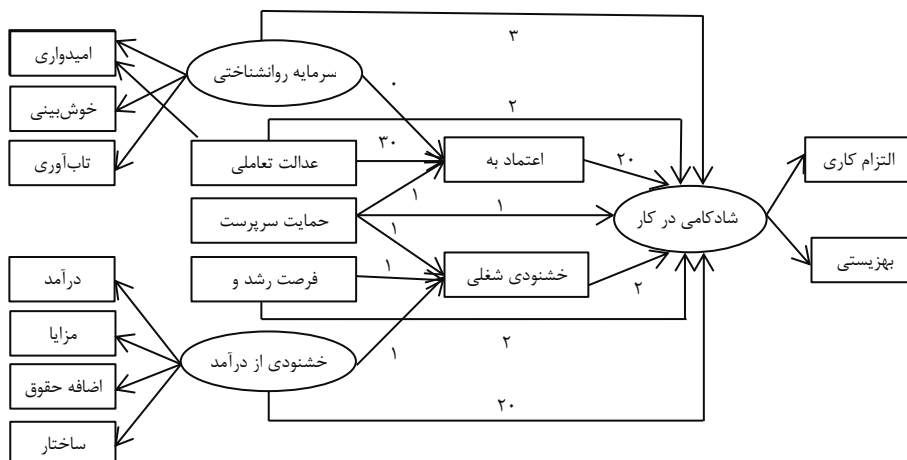 ۳
امیدواری
سرمایه روانشناختی
۰
خوش‌بینی
۲
تاب‌آوری
عدالت تعاملی
۳۰
اعتماد به
۲۰
التزام کاری
۱
حمایت سرپرست
۱
شادکامی در کار
۱
بهزیستی
درآمد
فرصت رشد و
۱
خشنودی شغلی
۲
مزایا
خشنودی از درآمد
۱
۲
اضافه حقوق
۲۰
ساختار